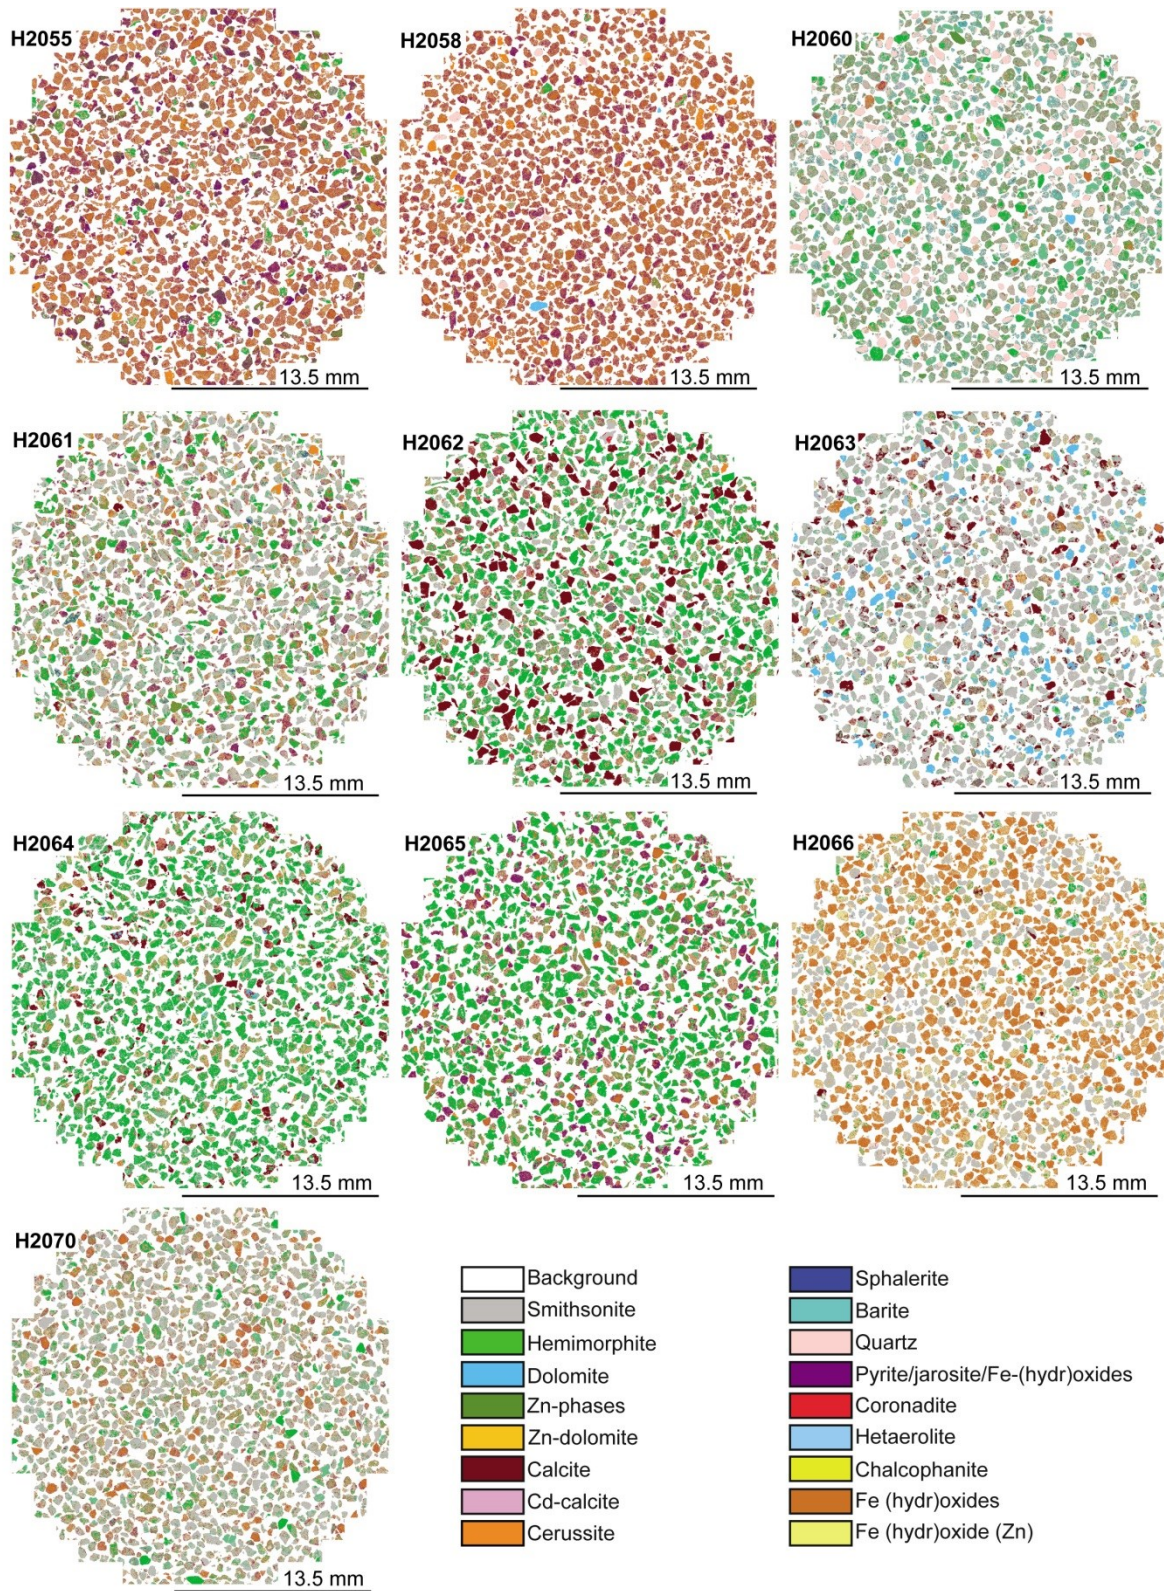 H2055
H2058
H2060
13.5 mm
13.5 mm
13.5 mm
H2061
H2062
H2063
13.5 mm
13.5 mm
13.5 mm
H2064
H2065
H2066
13.5 mm
13.5 mm
13.5 mm
H2070
13.5 mm
Background
Smithsonite
Hemimorphite
Dolomite
Zn-phases
Zn-dolomite
Calcite
Cd-calcite
Cerussite
Sphalerite
Barite
Quartz
Pyrite/jarosite/Fe-(hydr)oxides
Coronadite
Hetaerolite
Chalcophanite
Fe (hydr)oxides
Fe (hydr)oxide (Zn)